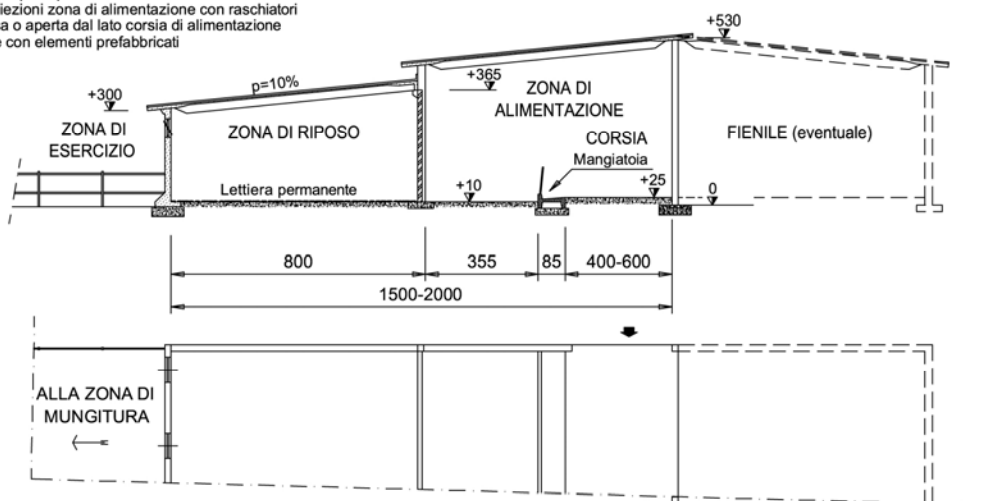 zona di alimentazione con raschiatori
o aperta dal lato corsia di alimentazione
con elementi prefabbricati
+530
p=10%
+365
+300
ZONA DI
ALIMENTAZIONE
ZONA DI
ESERCIZIO
ZONA DI RIPOSO
CORSIA
FIENILE (eventuale)
Mangiatoia
Lettiera permanente
+10
+25
0
800
355
85
400-600
1500-2000
ALLA ZONA DI
MUNGITURA